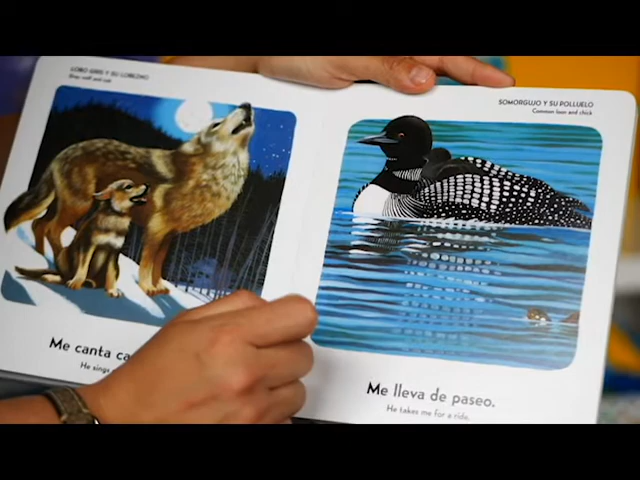 LOBO GRIS Y SU LOBEZNO
Gray wolf and cub
Me canta
He sings
SOMORGUJO Y SU POLLUELO
Common loon and chick
Me lleva de paseo.
He takes me for a ride.